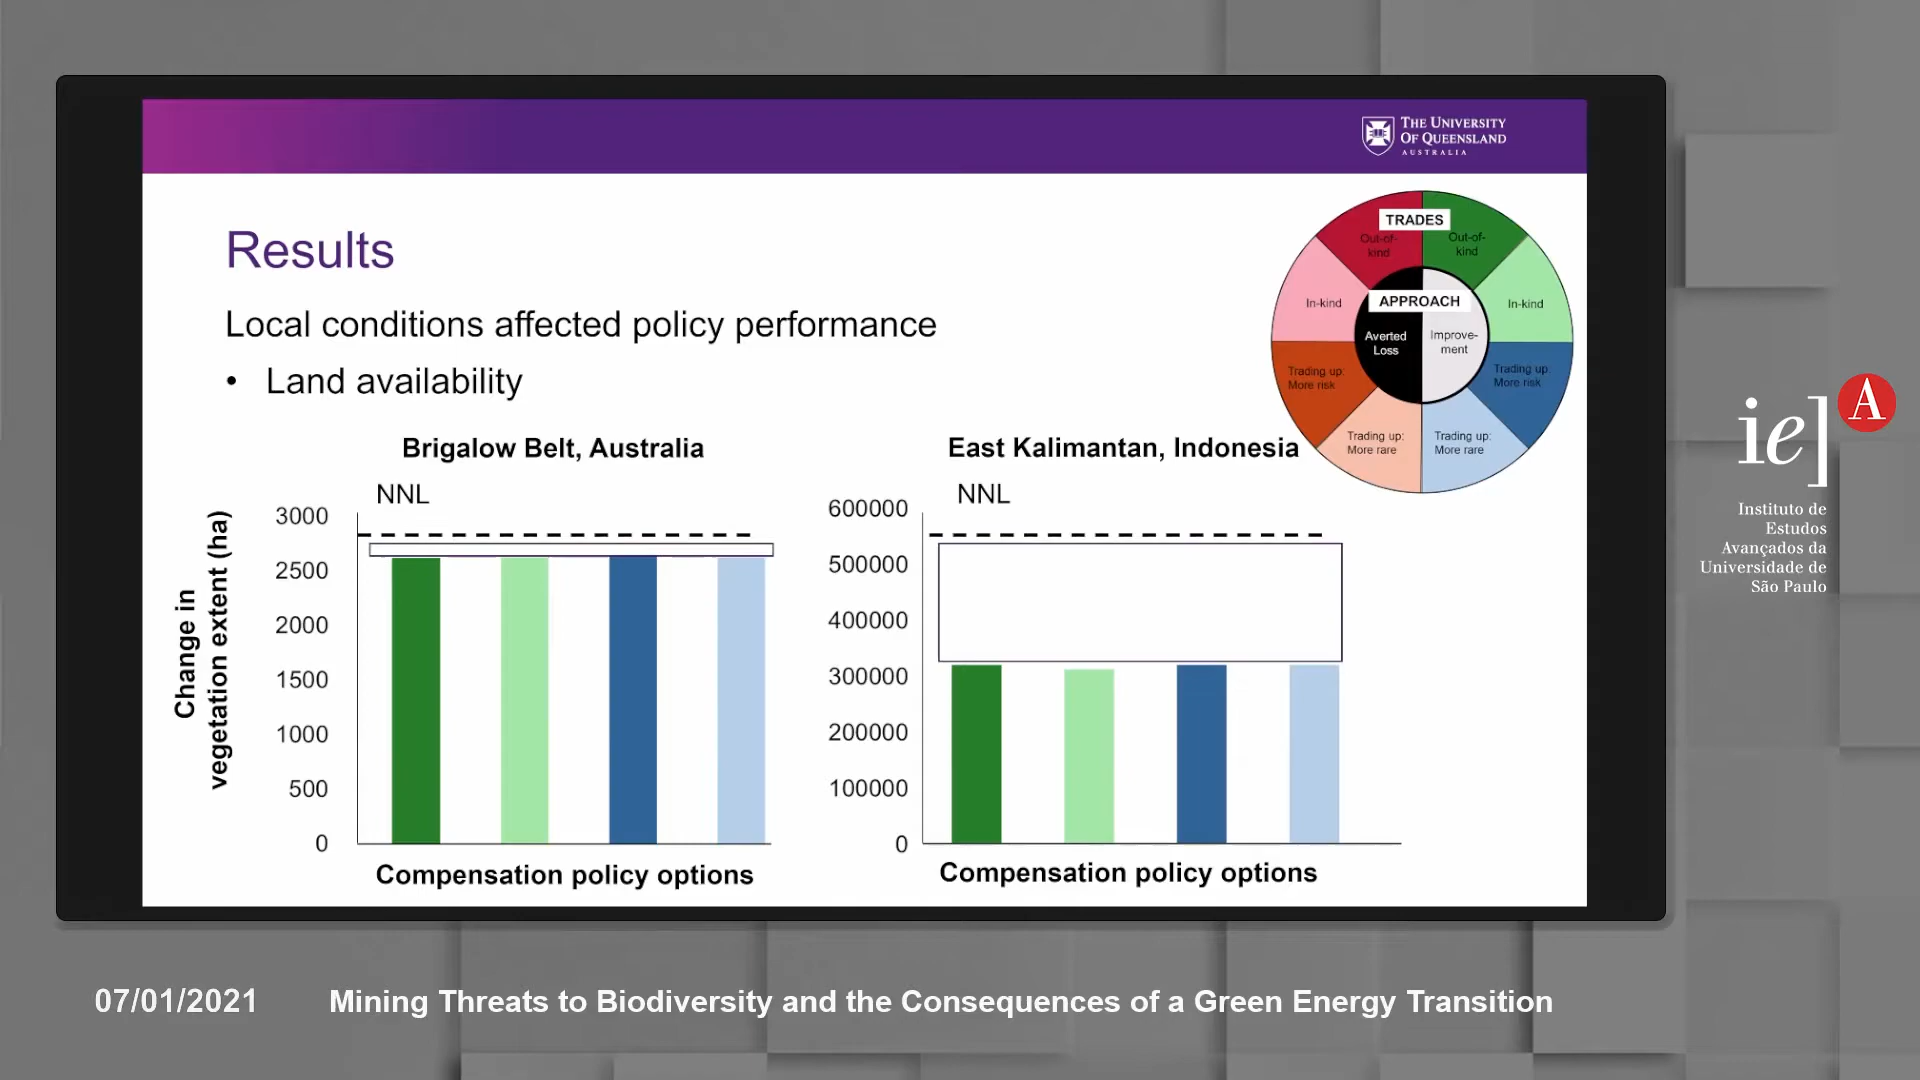 THE UNIVERSITY
OF QUEENSLAND
AUSTRALIA
Results
Local conditions affected policy performance
• Land availability
TRADES
Out-of-
kind
Out-of-
kind
In-kind
In-kind
APPROACH
Averted
Loss
Improve-
ment
Trading up:
More risk
Trading up:
More risk
Trading up:
More rare
Trading up:
More rare
Brigalow Belt, Australia
NNL
Change in
vegetation extent (ha)
3000
2500
2000
1500
1000
500
0
Compensation policy options
East Kalimantan, Indonesia
NNL
600000
500000
400000
300000
200000
100000
0
Compensation policy options
ie] A
Instituto de
Estudos
Avançados da
Universidade de
São Paulo
07/01/2021
Mining Threats to Biodiversity and the Consequences of a Green Energy Transition